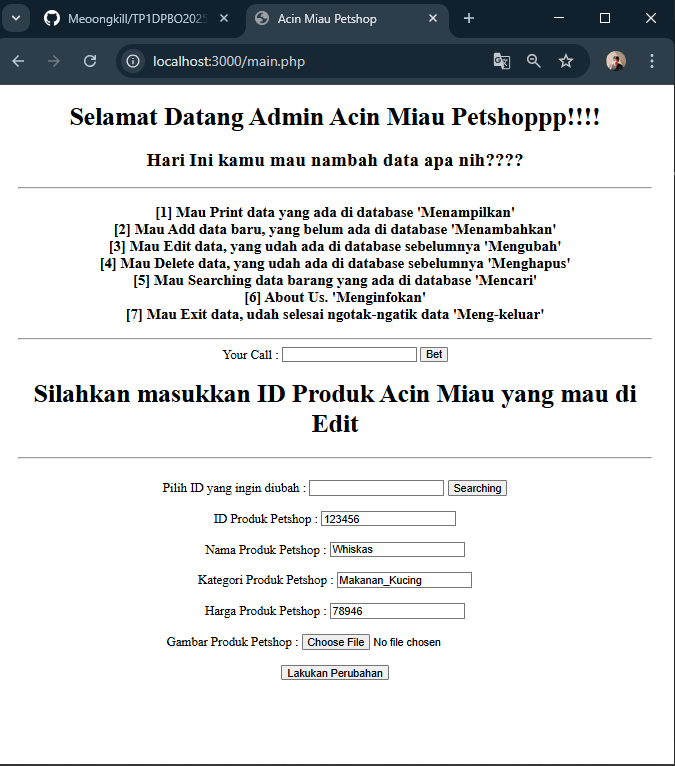 Meoongkill/TP1DPBO2025
Acin Miau Petshop
localhost:3000/main.php
Selamat Datang Admin Acin Miau Petshoppp!!!!
Hari Ini kamu mau nambah data apa nih????
[1] Mau Print data yang ada di database 'Menampilkan'
[2] Mau Add data baru, yang belum ada di database 'Menambahkan'
[3] Mau Edit data, yang udah ada di database sebelumnya 'Mengubah'
[4] Mau Delete data, yang udah ada di database sebelumnya 'Menghapus'
[5] Mau Searching data barang yang ada di database 'Mencari'
[6] About Us. 'Menginfokan'
[7] Mau Exit data, udah selesai ngotak-ngatik data 'Meng-keluar'
Your Call : Bet
Silahkan masukkan ID Produk Acin Miau yang mau di
Edit
Pilih ID yang ingin diubah : Searching
ID Produk Petshop : 123456
Nama Produk Petshop : Whiskas
Kategori Produk Petshop : Makanan_Kucing
Harga Produk Petshop : 78946
Gambar Produk Petshop : Choose File No file chosen
Lakukan Perubahan